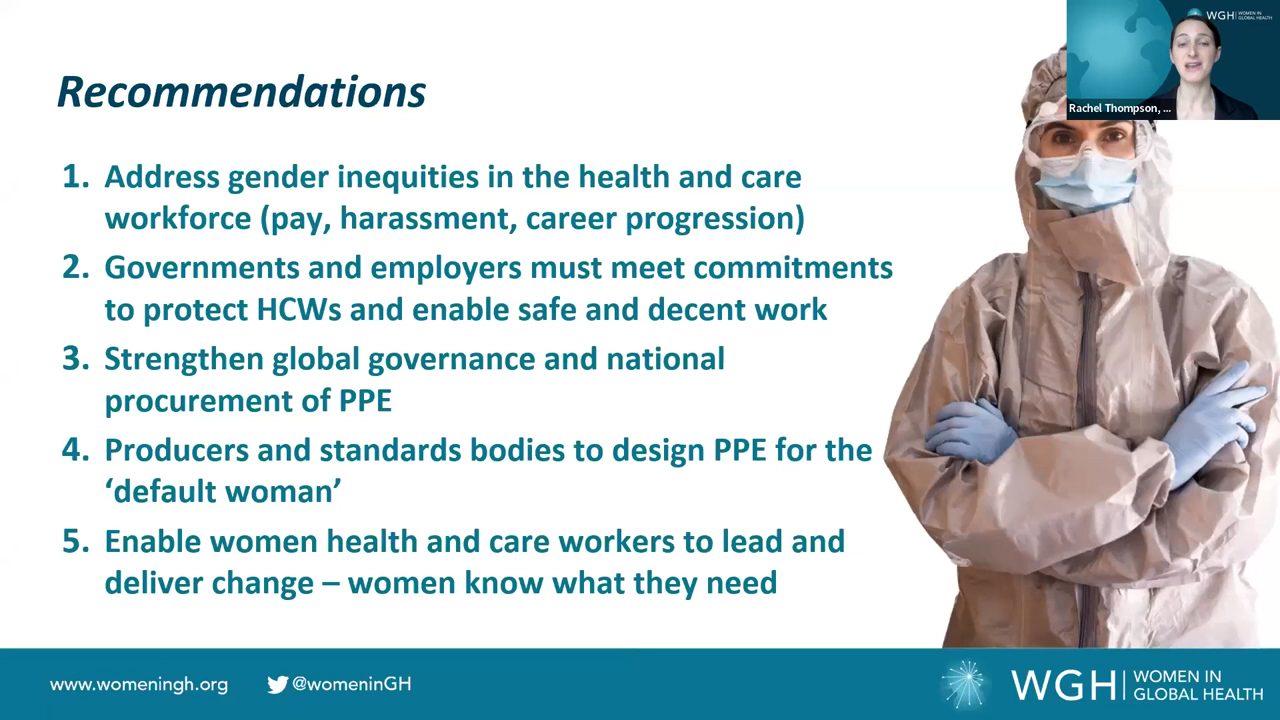 Recommendations
1. Address gender inequities in the health and care
workforce (pay, harassment, career progression)
2. Governments and employers must meet commitments
to protect HCWs and enable safe and decent work
3. Strengthen global governance and national
procurement of PPE
4. Producers and standards bodies to design PPE for the
‘default woman’
5. Enable women health and care workers to lead and
deliver change – women know what they need
WGH WOMEN IN
GLOBAL HEALTH
Rachel Thompson, ...
www.womeningh.org
@womeninGH
WGH WOMEN IN
GLOBAL HEALTH